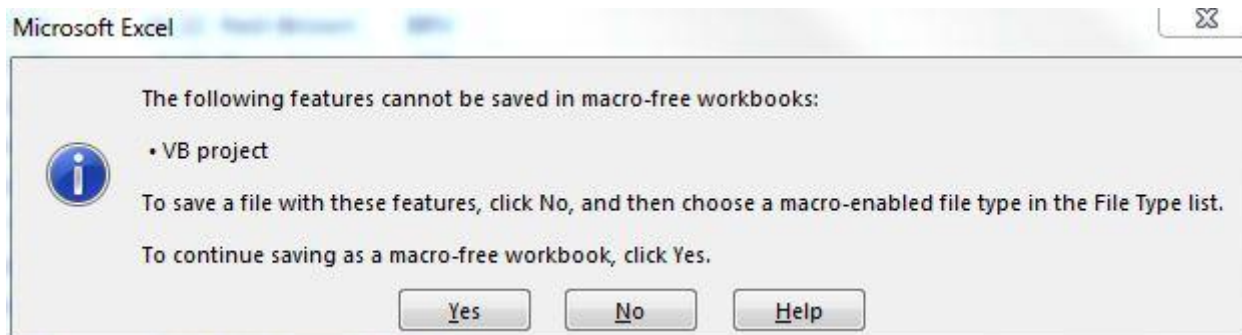 Microsoft Excel
The following features cannot be saved in macro-free workbooks:
• VB project
To save a file with these features, click No, and then choose a macro-enabled file type in the File Type list.
To continue saving as a macro-free workbook, click Yes.
Yes No Help